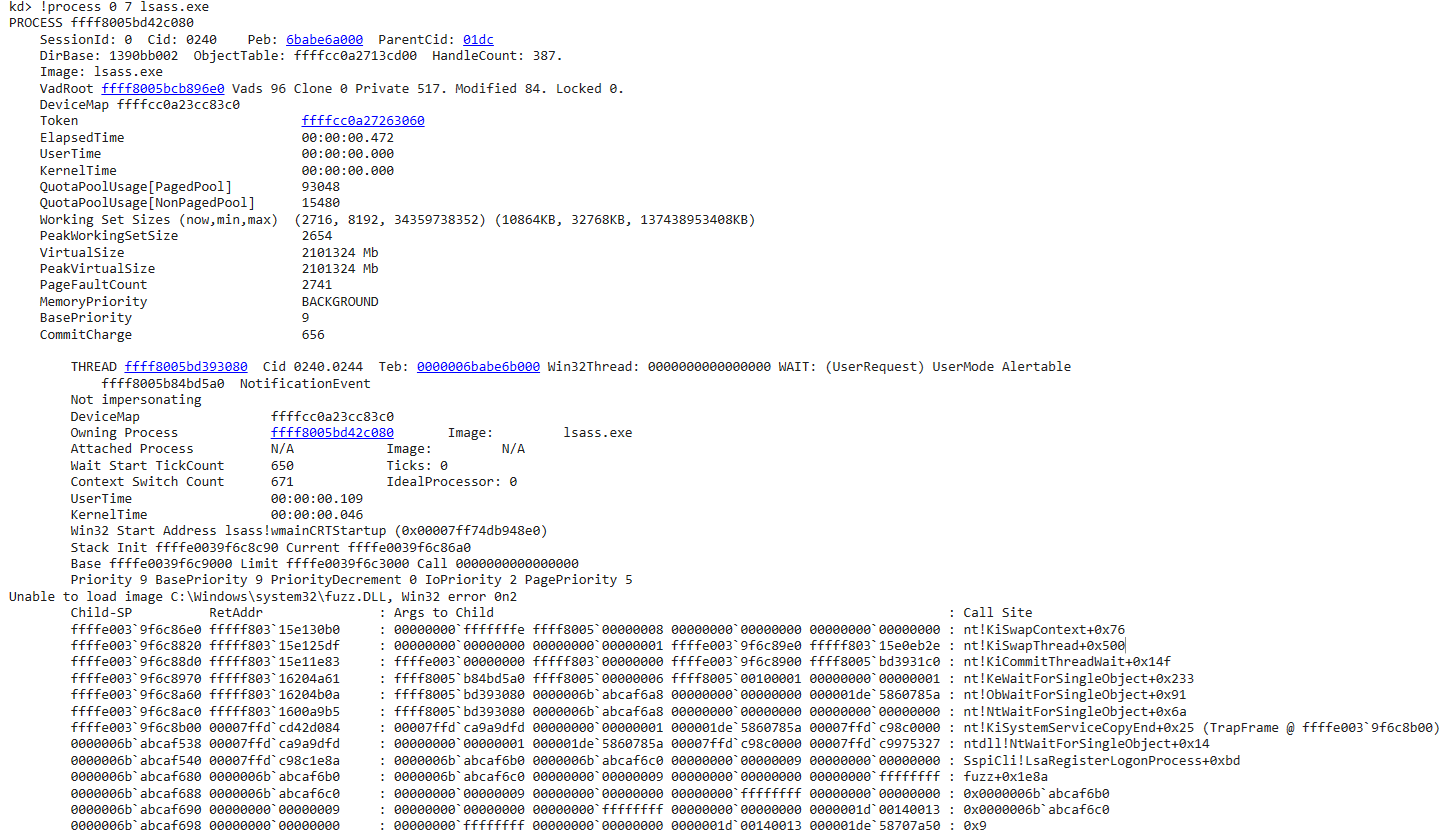 kd> !process 0 7 lsass.exe
PROCESS ffff8005bd42c080
SessionId: 0 Cid: 0240 Peb: 6babe6a000 ParentCid: 01dc
DirBase: 1390bb002 ObjectTable: ffffcc0a2713cd00 HandleCount: 387.
Image: lsass.exe
VadRoot ffff8005bcb896e0 Vads 96 Clone 0 Private 517. Modified 84. Locked 0.
DeviceMap ffffcc0a23cc83c0
Token ffffcc0a27263060
ElapsedTime 00:00:00.472
UserTime 00:00:00.000
KernelTime 00:00:00.000
QuotaPoolUsage[PagedPool] 93048
QuotaPoolUsage[NonPagedPool] 15480
Working Set Sizes (now,min,max) (2716, 8192, 34359738352) (10864KB, 32768KB, 137438953408KB)
PeakWorkingSetSize 2654
VirtualSize 2101324 Mb
PeakVirtualSize 2101324 Mb
PageFaultCount 2741
MemoryPriority BACKGROUND
BasePriority 9
CommitCharge 656
THREAD ffff8005bd393080 Cid 0240.0244 Teb: 0000006babe6b000 Win32Thread: 0000000000000000 WAIT: (UserRequest) UserMode Alertable
ffff8005b84bd5a0 NotificationEvent
Not impersonating
DeviceMap ffffcc0a23cc83c0
Owning Process ffff8005bd42c080 Image: lsass.exe
Attached Process N/A Image: N/A
Wait Start TickCount 650 Ticks: 0
Context Switch Count 671 IdealProcessor: 0
UserTime 00:00:00.109
KernelTime 00:00:00.046
Win32 Start Address lsass!wmainCRTStartup (0x00007ff74db948e0)
Stack Init ffffe0039f6c8c90 Current ffffe0039f6c86a0
Base ffffe0039f6c9000 Limit ffffe0039f6c3000 Call 0000000000000000
Priority 9 BasePriority 9 PriorityDecrement 0 IoPriority 2 PagePriority 5
Unable to load image C:\Windows\system32\fuzz.DLL, Win32 error 0n2
Child-SP RetAddr : Args to Child : Call Site
ffffe003`9f6c86e0 fffff803`15e130b0 : 00000000`fffffffe ffff8005`00000008 00000000`00000000 00000000`00000000 : nt!KiSwapContext+0x76
ffffe003`9f6c8820 fffff803`15e125df : 00000000`00000000 00000000`00000001 ffffe003`9f6c89e0 fffff803`15e0eb2e : nt!KiSwapThread+0x500
ffffe003`9f6c88d0 fffff803`15e11e83 : ffffe003`00000000 fffff803`00000000 ffffe003`9f6c8900 ffff8005`bd3931c0 : nt!KiCommitThreadWait+0x14f
ffffe003`9f6c8970 fffff803`16204a61 : ffff8005`b84bd5a0 ffff8005`00000006 ffff8005`00100001 00000000`00000001 : nt!KeWaitForSingleObject+0x233
ffffe003`9f6c8a60 fffff803`16204b0a : ffff8005`bd393080 0000006b`abcaf6a8 00000000`00000000 000001de`5860785a : nt!ObWaitForSingleObject+0x91
ffffe003`9f6c8ac0 fffff803`1600a9b5 : ffff8005`bd393080 0000006b`abcaf6a8 00000000`00000000 00000000`00000000 : nt!NtWaitForSingleObject+0x6a
ffffe003`9f6c8b00 00007ffd`cd42d084 : 00007ffd`ca9a9dfd 00000000`00000001 000001de`5860785a 00007ffd`c98c0000 : nt!KiSystemServiceCopyEnd+0x25 (TrapFrame @ ffffe003`9f6c8b00)
0000006b`abcaf538 00007ffd`ca9a9dfd : 00000000`00000001 000001de`5860785a 00007ffd`c98c0000 00007ffd`c9975327 : ntdll!NtWaitForSingleObject+0x14
0000006b`abcaf540 00007ffd`c98c1e8a : 0000006b`abcaf6b0 0000006b`abcaf6c0 00000000`00000009 00000000`00000000 : SspiCli!LsaRegisterLogonProcess+0xbd
0000006b`abcaf680 0000006b`abcaf6b0 : 0000006b`abcaf6c0 00000000`00000009 00000000`00000000 00000000`ffffffff : fuzz+0x1e8a
0000006b`abcaf688 0000006b`abcaf6c0 : 00000000`00000009 00000000`00000000 00000000`ffffffff 00000000`00000000 : 0x0000006b`abcaf6b0
0000006b`abcaf690 00000000`00000009 : 00000000`00000000 00000000`ffffffff 00000000`00000000 0000001d`00140013 : 0x0000006b`abcaf6c0
0000006b`abcaf698 00000000`00000000 : 00000000`ffffffff 00000000`00000000 0000001d`00140013 000001de`58707a50 : 0x9